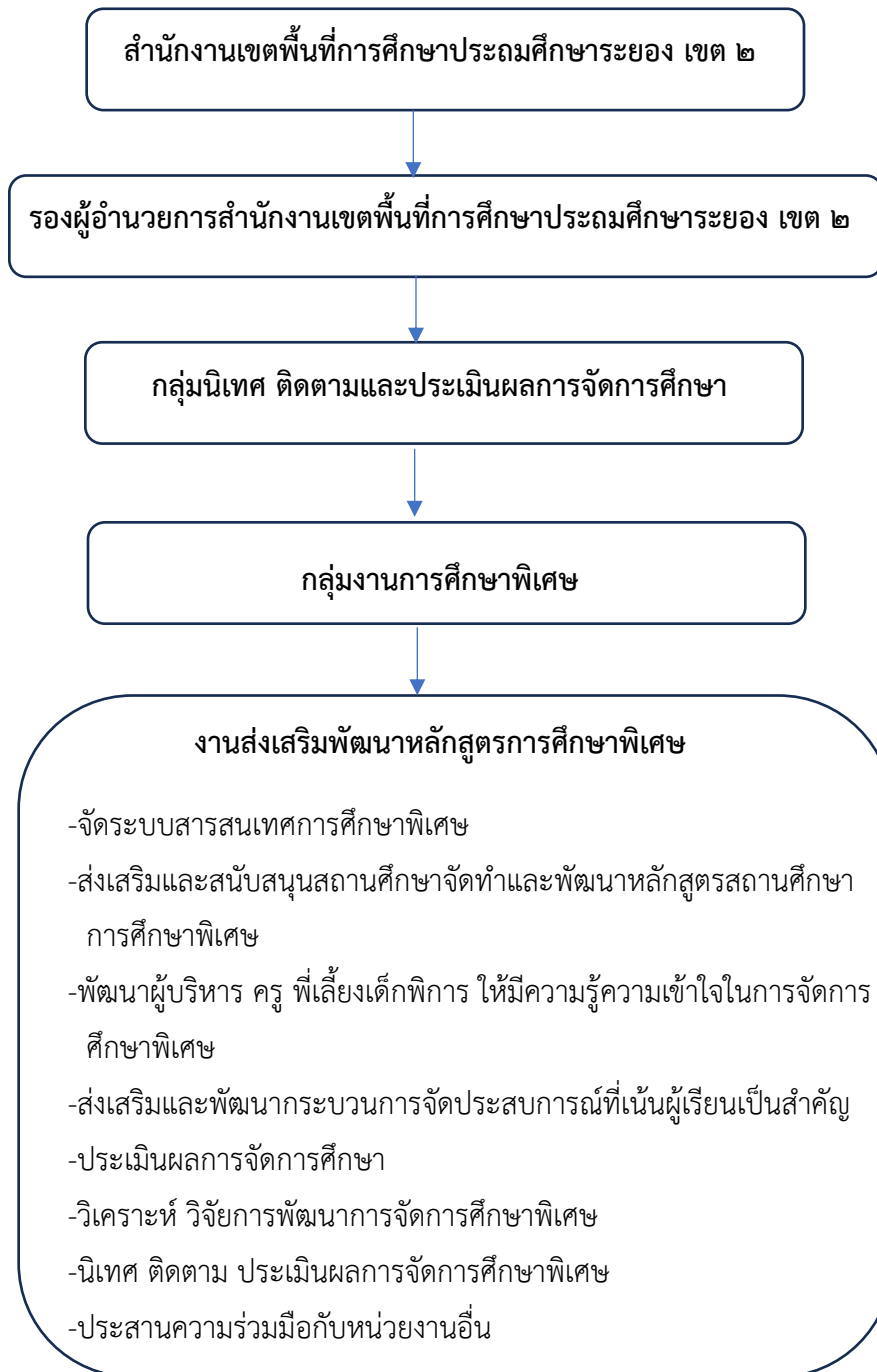 สำนักงานเขตพื้นที่การศึกษาประถมศึกษาระยอง เขต ๒
รองผู้อำนวยการสำนักงานเขตพื้นที่การศึกษาประถมศึกษาระยอง เขต ๒
กลุ่มนิเทศ ติดตามและประเมินผลการจัดการศึกษา
กลุ่มงานการศึกษาพิเศษ
งานส่งเสริมพัฒนาหลักสูตรการศึกษาพิเศษ
-จัดระบบสารสนเทศการศึกษาพิเศษ
-ส่งเสริมและสนับสนุนสถานศึกษาจัดทำและพัฒนาหลักสูตรสถานศึกษา
การศึกษาพิเศษ
-พัฒนาผู้บริหาร ครู พี่เลี้ยงเด็กพิการ ให้มีความรู้ความเข้าใจในการจัดการ
ศึกษาพิเศษ
-ส่งเสริมและพัฒนากระบวนการจัดประสบการณ์ที่เน้นผู้เรียนเป็นสำคัญ
-ประเมินผลการจัดการศึกษา
-วิเคราะห์ วิจัยการพัฒนาการจัดการศึกษาพิเศษ
-นิเทศ ติดตาม ประเมินผลการจัดการศึกษาพิเศษ
-ประสานความร่วมมือกับหน่วยงานอื่น